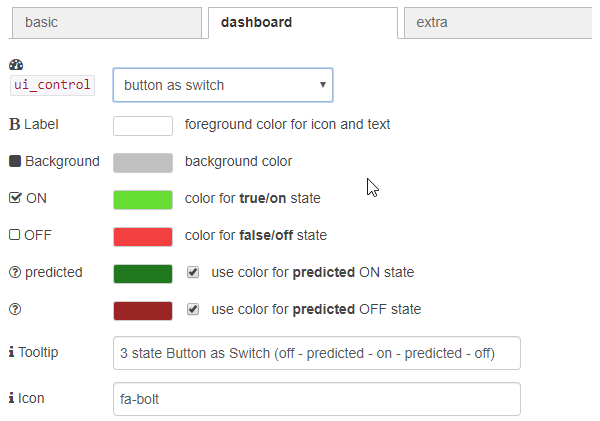 basic dashboard extra
ui_control button as switch
Label foreground color for icon and text
Background background color
ON color for true/on state
OFF color for false/off state
predicted use color for predicted ON state
use color for predicted OFF state
Tooltip 3 state Button as Switch (off - predicted - on - predicted - off)
Icon fa-bolt